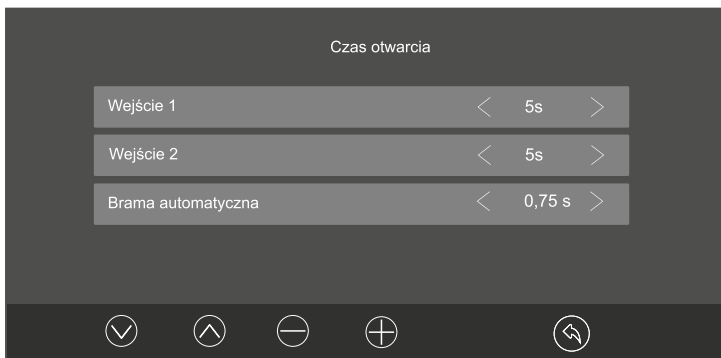 Czas otwarcia
Wejście 1 5s
Wejście 2 5s
Brama automatyczna 0,75 s